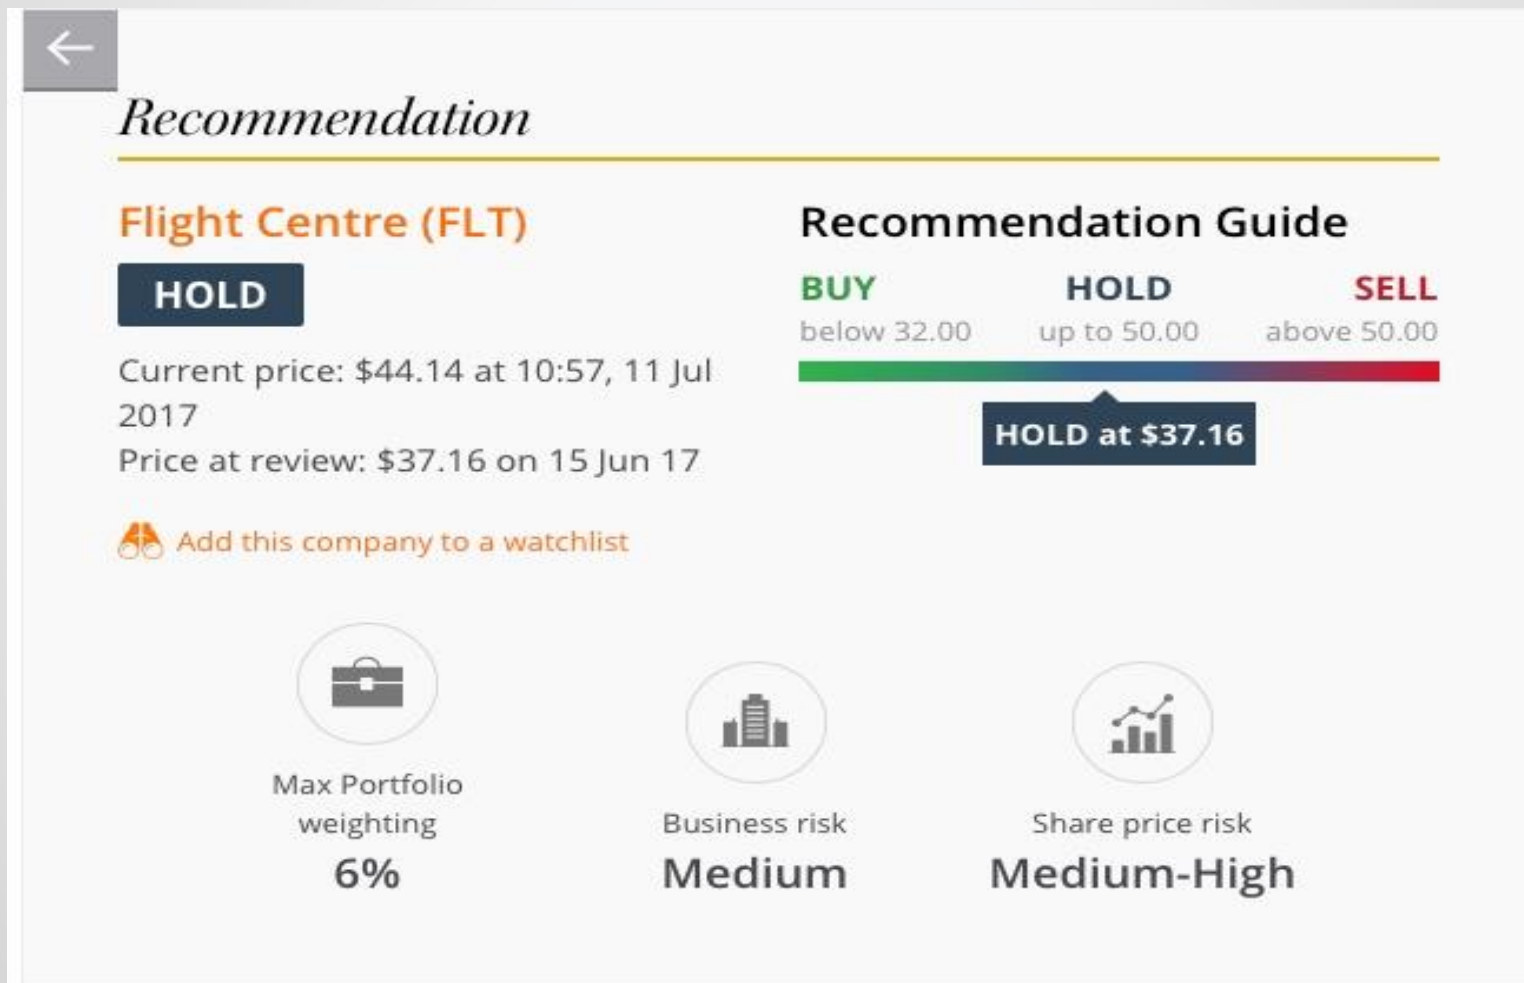 Recommendation
Flight Centre (FLT)
HOLD
Current price: $44.14 at 10:57, 11 Jul
2017
Price at review: $37.16 on 15 Jun 17
Add this company to a watchlist
Recommendation Guide
BUY HOLD SELL
below 32.00 up to 50.00 above 50.00
HOLD at $37.16
Max Portfolio
weighting
6%
Business risk
Medium
Share price risk
Medium-High